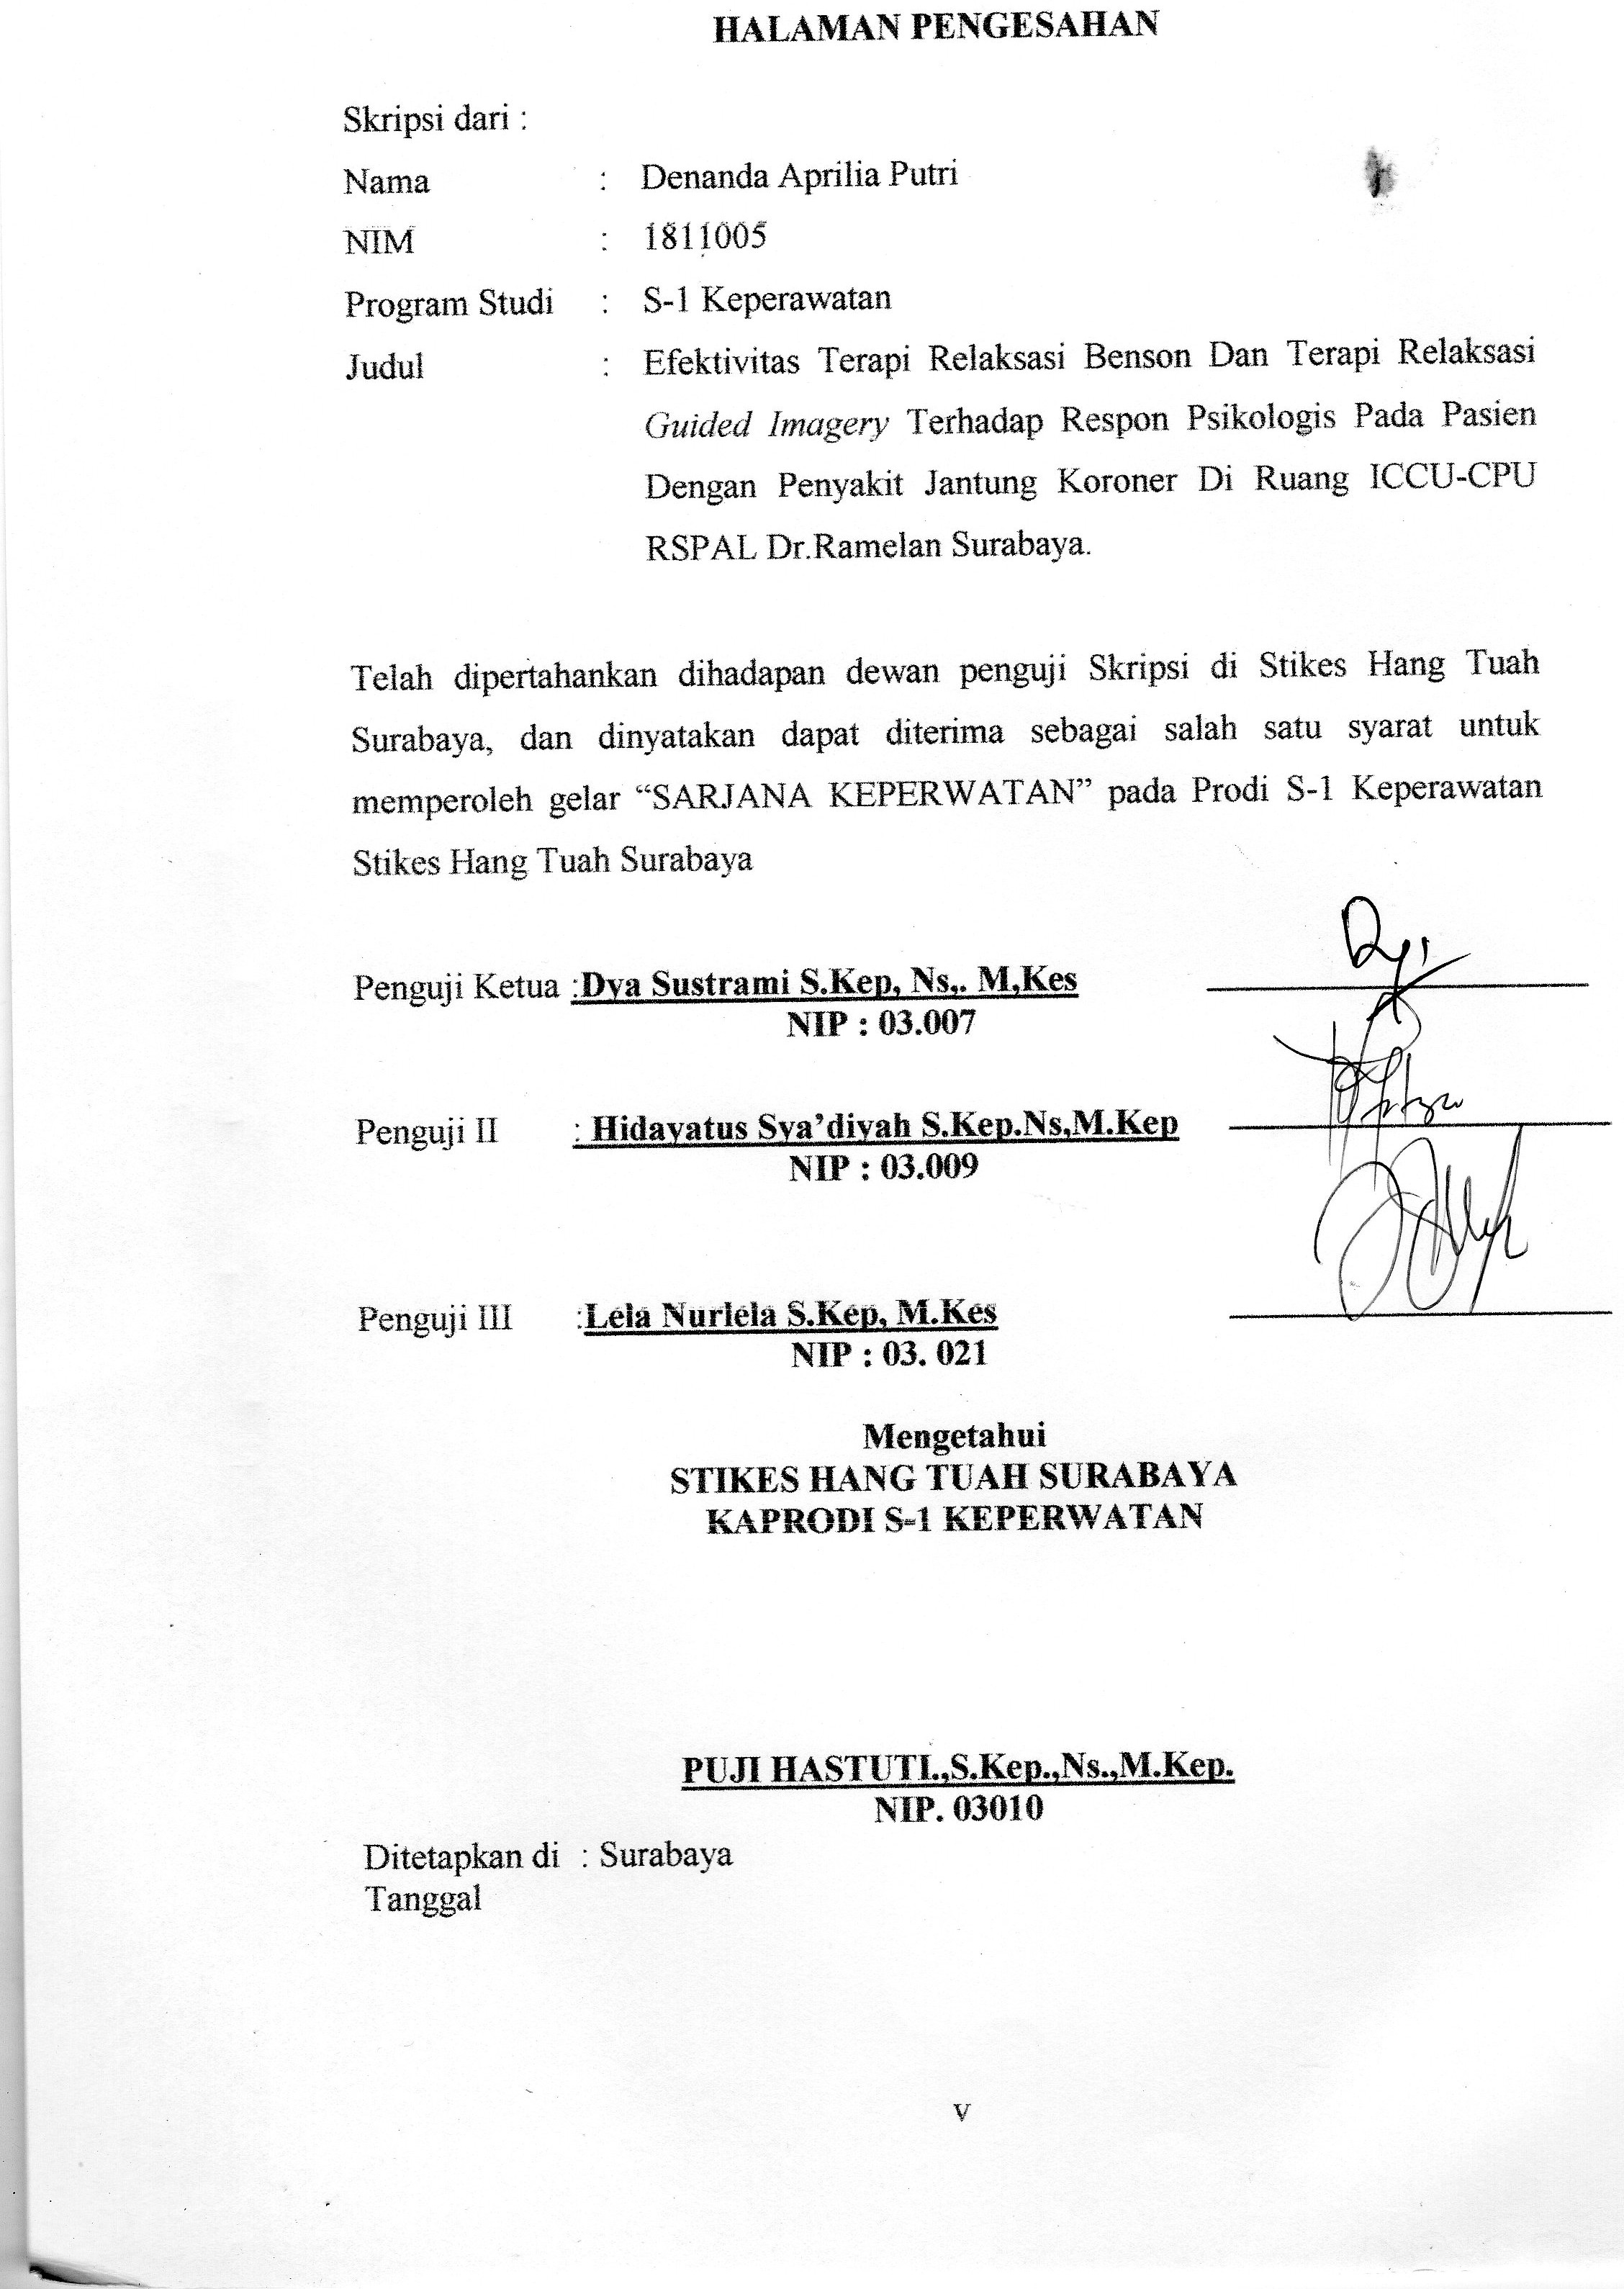 HALAMAN PENGESAHAN
Skripsi dari :
Nama : Denanda Aprilia Putri
NIM : 1811005
Program Studi : S-1 Keperawatan
Judul : Efektivitas Terapi Relaksasi Benson Dan Terapi Relaksasi
Guided Imagery Terhadap Respon Psikologis Pada Pasien
Dengan Penyakit Jantung Koroner Di Ruang ICCU-CPU
RSPAL Dr.Ramelan Surabaya.
Telah dipertahankan dihadapan dewan penguji Skripsi di Stikes Hang Tuah
Surabaya, dan dinyatakan dapat diterima sebagai salah satu syarat untuk
memperoleh gelar “SARJANA KEPERWATAN” pada Prodi S-1 Keperawatan
Stikes Hang Tuah Surabaya
Penguji Ketua :Dya Sustrami S.Kep, Ns,. M,Kes
NIP : 03.007
Penguji II : Hidayatus Sya’diyah S.Kep.Ns,M.Kep
NIP : 03.009
Penguji III :Lela Nurlela S.Kep, M.Kes
NIP : 03. 021
Mengetahui
STIKES HANG TUAH SURABAYA
KAPRODI S-1 KEPERWATAN
PUJI HASTUTI.,S.Kep.,Ns.,M.Kep.
NIP. 03010
Ditetapkan di : Surabaya
Tanggal
v